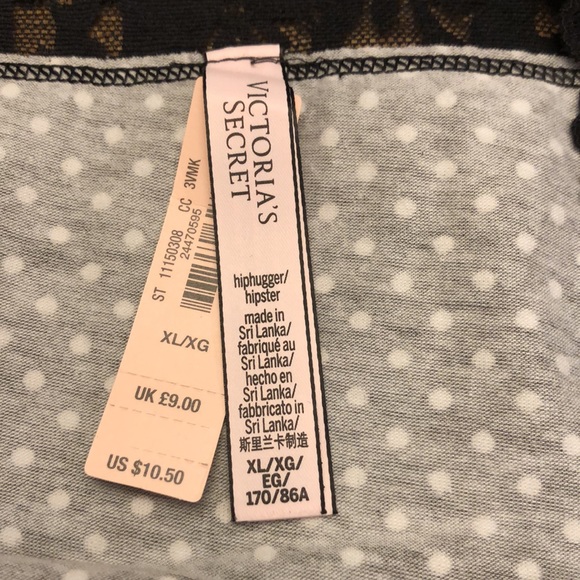 VICTORIA'S
SECRET
hiphugger/
hipster
made in
Sri Lanka/
fabriqué au
Sri Lanka/
hecho en
Sri Lanka/
fabbricato in
Sri Lanka/
斯里兰卡制造
XL/XG/
EG/
170/86A
ST 11150308 CC 3VMK
24470595
XL/XG
UK £9.00
US $10.50